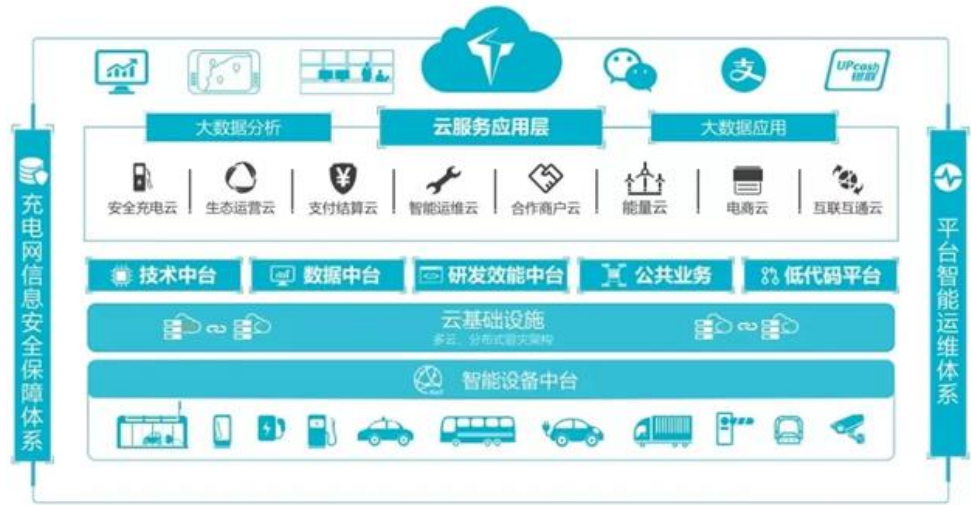 UPcash
银联
大数据分析
云服务应用层
大数据应用
安全充电云
生态运营云
支付结算云
智能运维云
合作商户云
能量云
电商云
互联互通云
技术中台
数据中台
研发效能中台
公共业务
低代码平台
云基础设施
多云、分布式容灾架构
智能设备中台
充电网信息安全保障体系
平台智能运维体系
支
¥